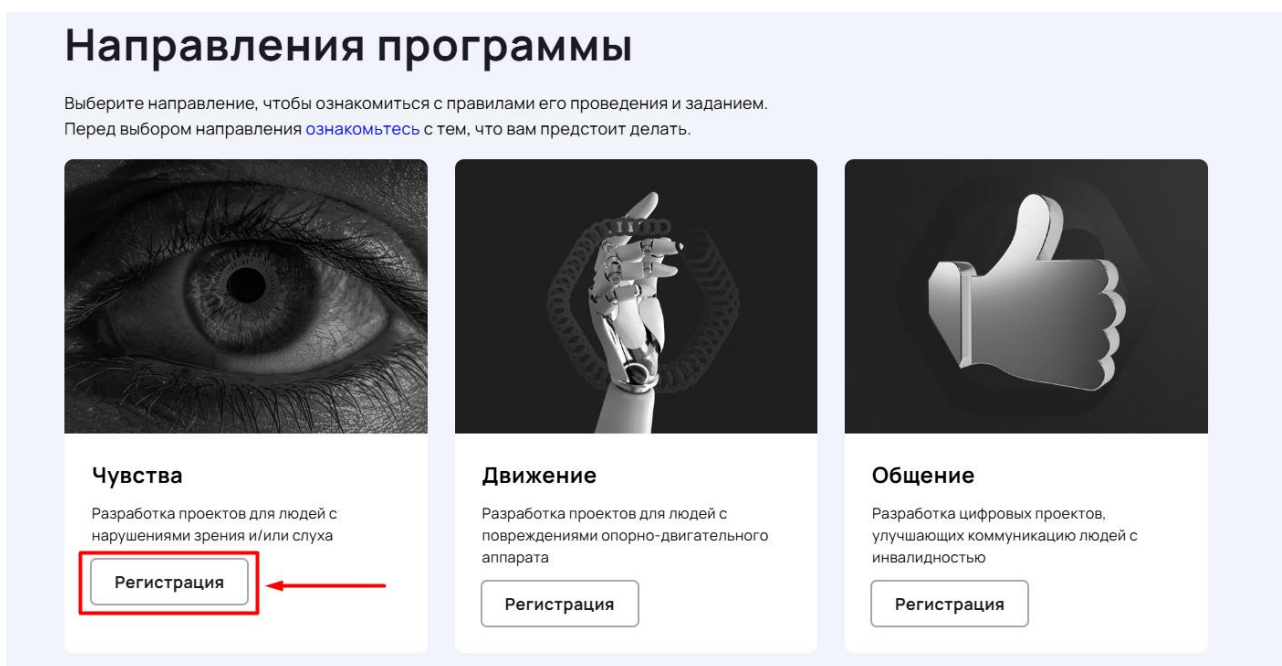 Направления программы
Выберите направление, чтобы ознакомиться с правилами его проведения и заданием.
Перед выбором направления ознакомьтесь с тем, что вам предстоит делать.
Чувства
Разработка проектов для людей с
нарушениями зрения и/или слуха
Регистрация
Движение
Разработка проектов для людей с
повреждениями опорно-двигательного
аппарата
Регистрация
Общение
Разработка цифровых проектов,
улучшающих коммуникацию людей с
инвалидностью
Регистрация